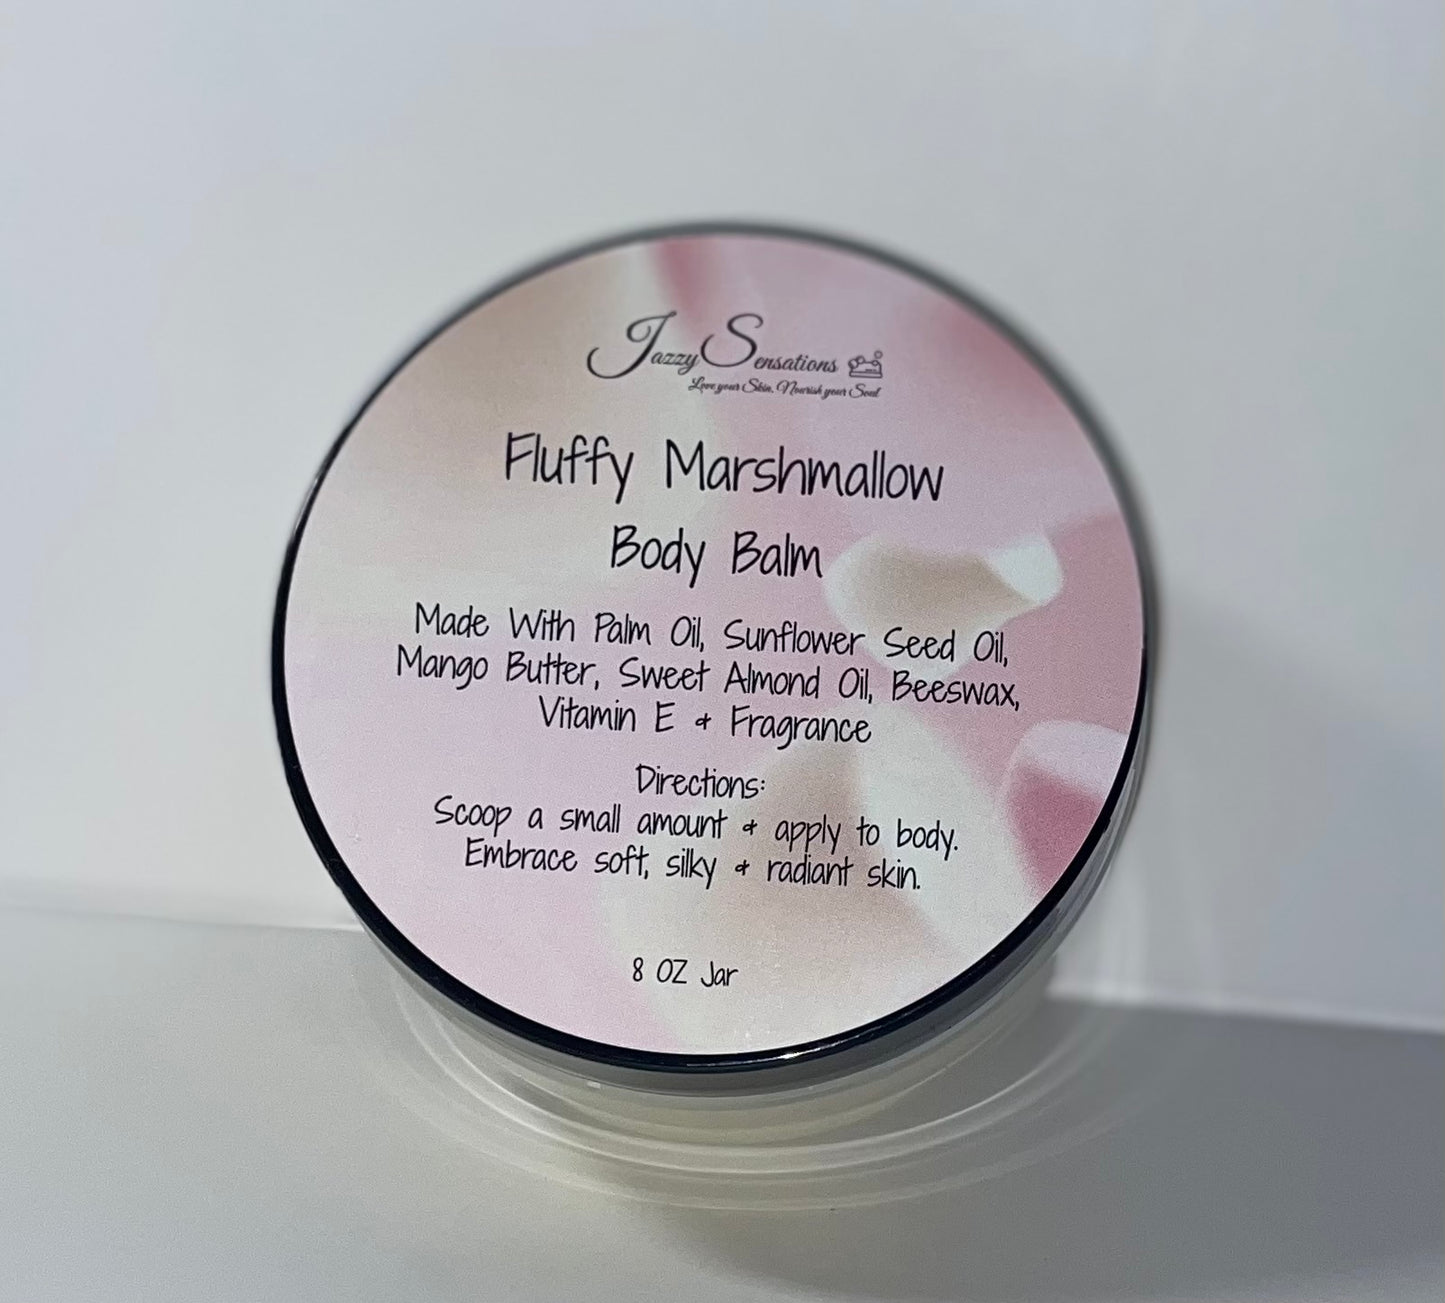 Jazzy Sensations
Love your Skin, Nourish your Soul
Fluffy Marshmallow
Body Balm
Made With Palm Oil, Sunflower Seed Oil,
Mango Butter, Sweet Almond Oil, Beeswax,
Vitamin E & Fragrance
Directions:
Scoop a small amount & apply to body.
Embrace soft, silky & radiant skin.
8 OZ Jar